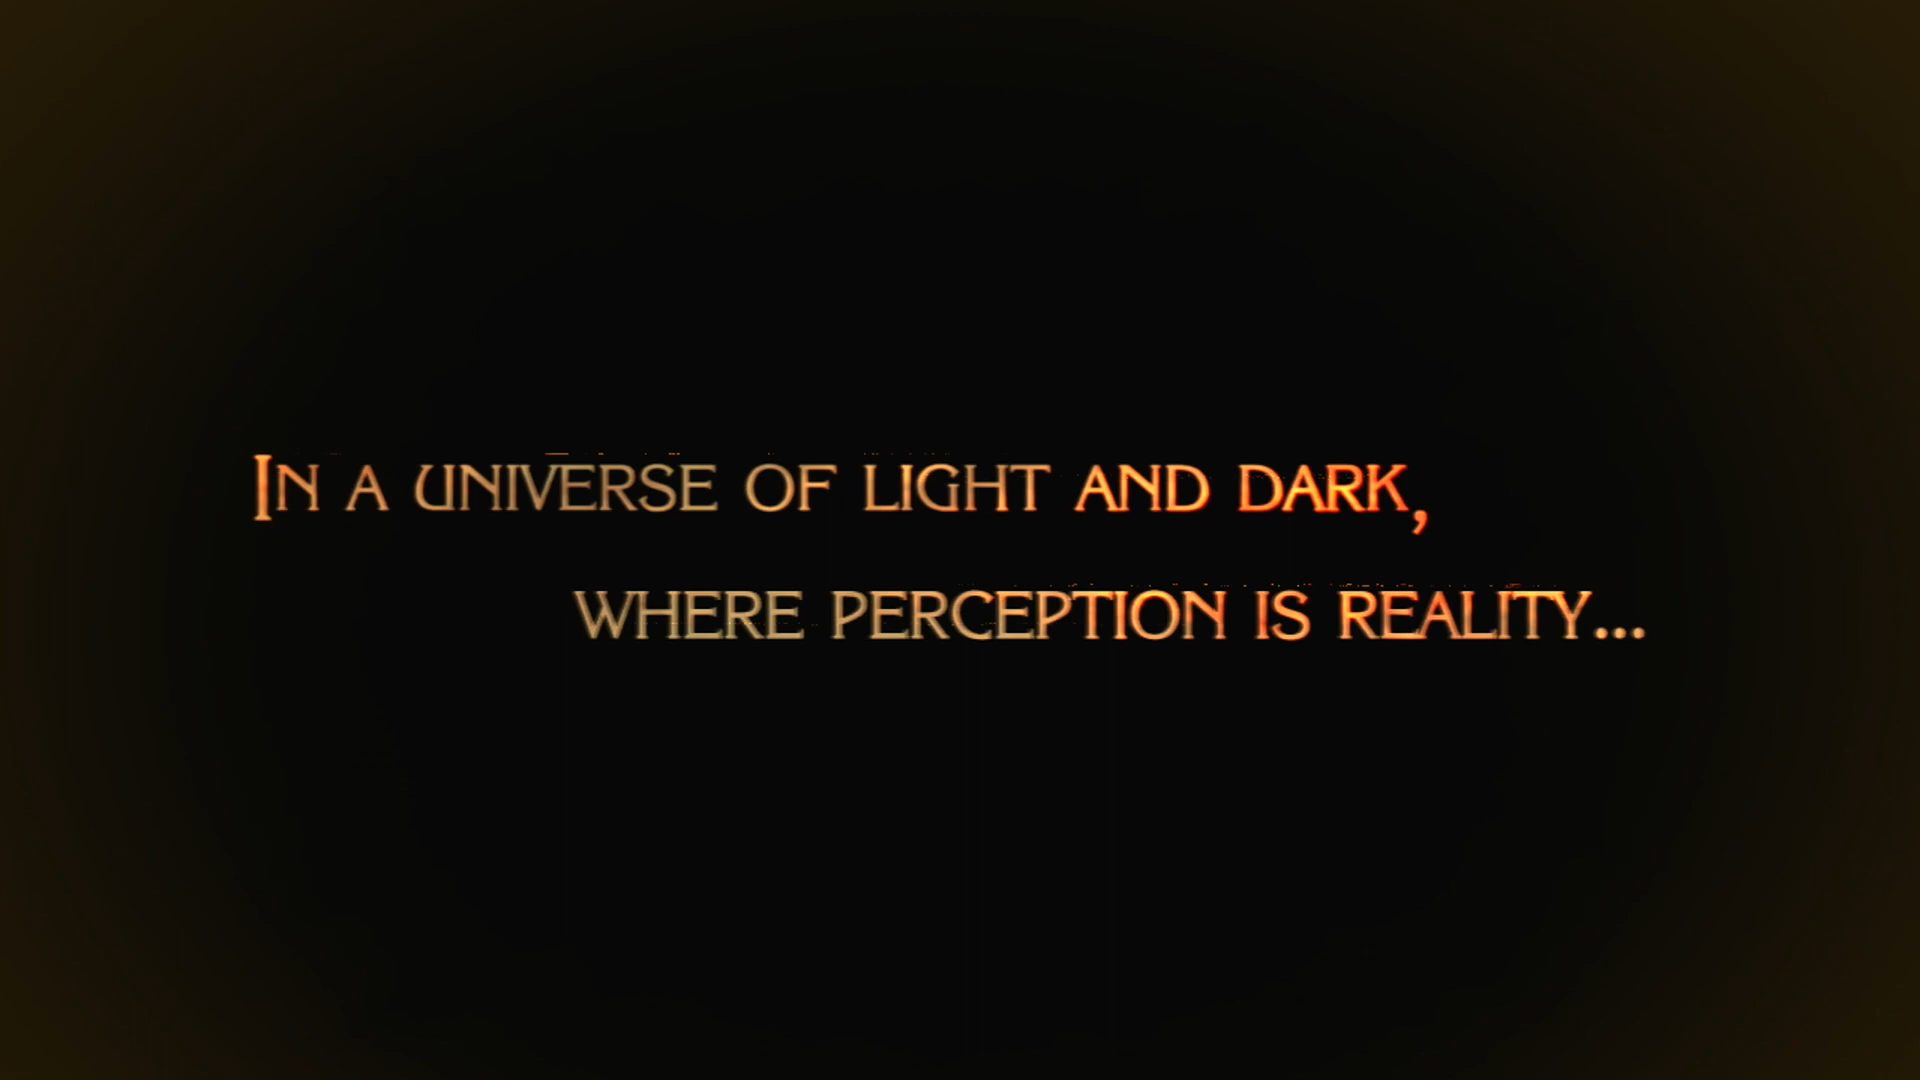 In a universe of light and dark,
where perception is reality...